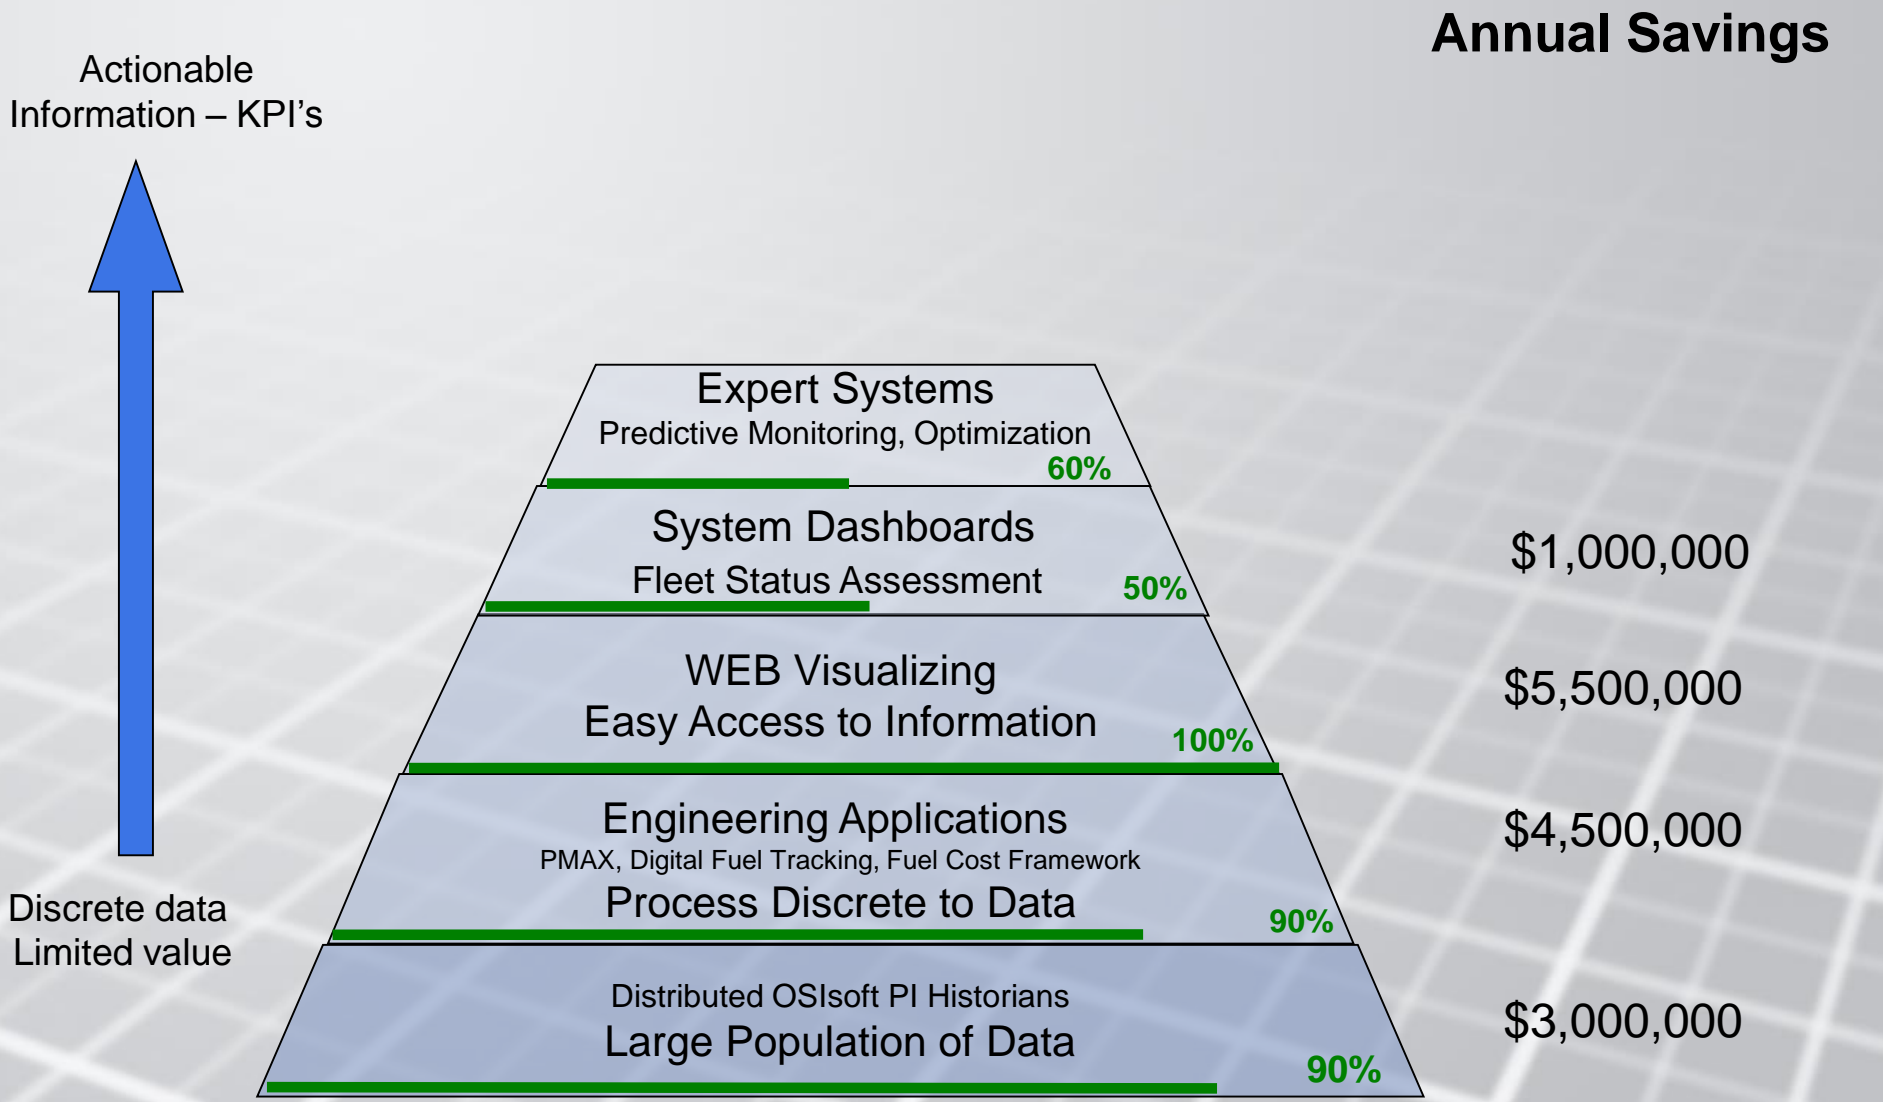 Annual Savings
Actionable
Information – KPI's
Expert Systems
Predictive Monitoring, Optimization
60%
System Dashboards
Fleet Status Assessment
50%
$1,000,000
WEB Visualizing
Easy Access to Information
100%
$5,500,000
Engineering Applications
PMAX, Digital Fuel Tracking, Fuel Cost Framework
Process Discrete to Data
90%
$4,500,000
Discrete data
Limited value
Distributed OSIsoft PI Historians
Large Population of Data
90%
$3,000,000